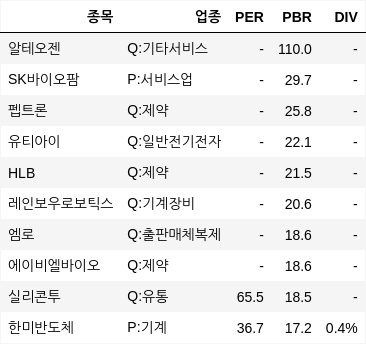 종목 업종 PER PBR DIV
알테오젠 Q:기타서비스 - 110.0 -
SK바이오팜 P:서비스업 - 29.7 -
펩트론 Q:제약 - 25.8 -
유티아이 Q:일반전기전자 - 22.1 -
HLB Q:제약 - 21.5 -
레인보우로보틱스 Q:기계장비 - 20.6 -
엠로 Q:출판매체복제 - 18.6 -
에이비엘바이오 Q:제약 - 18.6 -
실리콘투 Q:유통 65.5 18.5 -
한미반도체 P:기계 36.7 17.2 0.4%